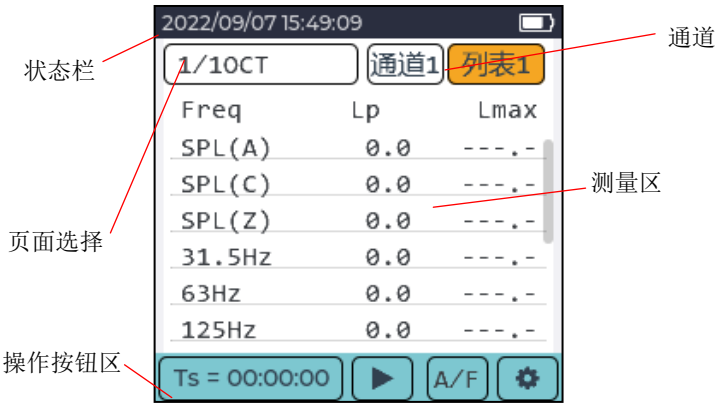 2022/09/07 15:49:09
通道
状态栏
1/1OCT 通道1 列表1
Freq Lp Lmax
SPL(A) 0.0 ---.-
SPL(C) 0.0 ---.-
测量区
SPL(Z) 0.0 ---.-
页面选择
31.5Hz 0.0 ---.-
63Hz 0.0 ---.-
125Hz 0.0 ---.-
操作按钮区
Ts = 00:00:00 A/F